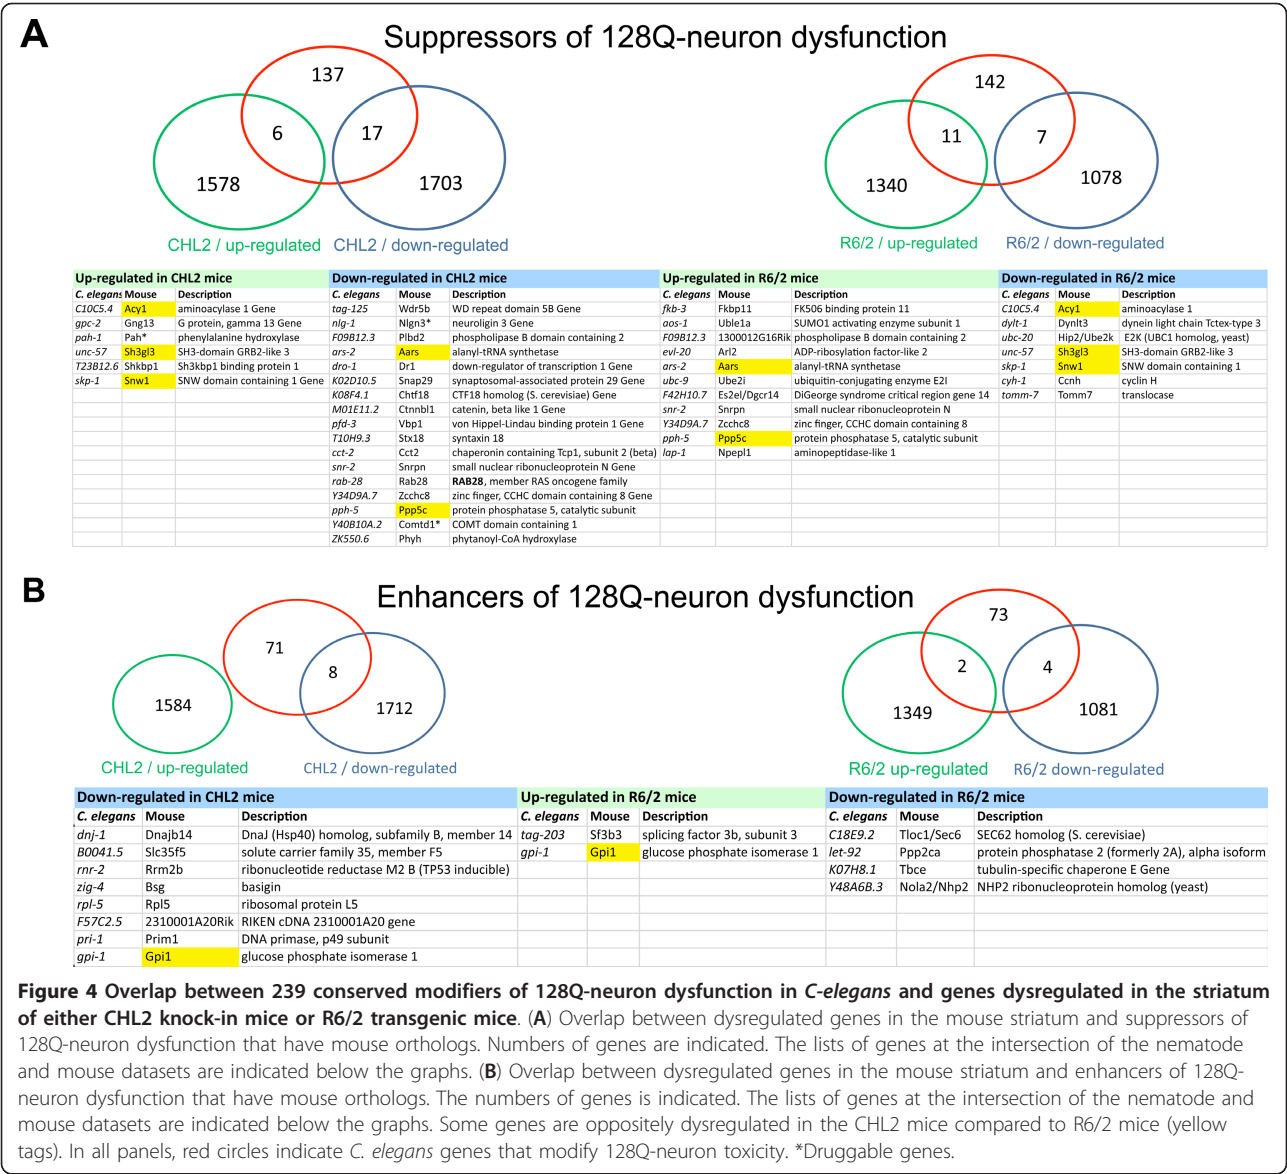 A
Suppressors of 128Q-neuron dysfunction
137
6
17
1578
1703
CHL2 / up-regulated
CHL2 / down-regulated
142
11
7
1340
1078
R6/2 / up-regulated
R6/2 / down-regulated
Up-regulated in CHL2 mice
C. elegans Mouse Description
C10C5.4 Acy1 aminoacylase 1 Gene
gpc-2 Gng13 G protein, gamma 13 Gene
pah-1 Pah* phenylalanine hydroxylase
unc-57 Sh3gl3 SH3-domain GRB2-like 3
T23B12.6 Shkbp1 Sh3kbp1 binding protein 1
skp-1 Snw1 SNW domain containing 1 Gene
Down-regulated in CHL2 mice
C. elegans Mouse Description
tag-125 Wdr5b WD repeat domain 5B Gene
nlg-1 Nlgn3* neuroligin 3 Gene
F09B12.3 Plbd2 phospholipase B domain containing 2
ars-2 Aars alanyl-tRNA synthetase
dro-1 Dr1 down-regulator of transcription 1 Gene
K02D10.5 Snap29 synaptosomal-associated protein 29 Gene
K08F4.1 Chtf18 CTF18 homolog (S. cerevisiae) Gene
M01E11.2 Ctnnbl1 catenin, beta like 1 Gene
pfd-3 Vbp1 von Hippel-Lindau binding protein 1 Gene
T10H9.3 Stx18 syntaxin 18
cct-2 Cct2 chaperonin containing Tcp1, subunit 2 (beta)
snr-2 Snrpn small nuclear ribonucleoprotein N Gene
rab-28 Rab28 RAB28, member RAS oncogene family
Y34D9A.7 Zcchc8 zinc finger, CCHC domain containing 8 Gene
pph-5 Ppp5c protein phosphatase 5, catalytic subunit
Y40B10A.2 Comtd1* COMT domain containing 1
ZK550.6 Phyh phytanoyl-CoA hydroxylase
Up-regulated in R6/2 mice
C. elegans Mouse Description
fkb-3 Fkbp11 FK506 binding protein 11
aos-1 Uble1a SUMO1 activating enzyme subunit 1
F09B12.3 1300012G16Rik phospholipase B domain containing 2
evl-20 Arl2 ADP-ribosylation factor-like 2
ars-2 Aars alanyl-tRNA synthetase
ubc-9 Ube2i ubiquitin-conjugating enzyme E2I
F42H10.7 Es2el/Dgcr14 DiGeorge syndrome critical region gene 14
snr-2 Snrpn small nuclear ribonucleoprotein N
Y34D9A.7 Zcchc8 zinc finger, CCHC domain containing 8
pph-5 Ppp5c protein phosphatase 5, catalytic subunit
lap-1 Npepl1 aminopeptidase-like 1
Down-regulated in R6/2 mice
C. elegans Mouse Description
C10C5.4 Acy1 aminoacylase 1
dylt-1 Dynlt3 dynein light chain Tctex-type 3
ubc-20 Hip2/Ube2k E2K (UBC1 homolog, yeast)
unc-57 Sh3gl3 SH3-domain GRB2-like 3
skp-1 Snw1 SNW domain containing 1
cyh-1 Ccnh cyclin H
tomm-7 Tomm7 translocase
B
Enhancers of 128Q-neuron dysfunction
71
8
1584
1712
CHL2 / up-regulated
CHL2 / down-regulated
73
2
4
1349
1081
R6/2 up-regulated
R6/2 down-regulated
Down-regulated in CHL2 mice
C. elegans Mouse Description
dnj-1 Dnajb14 DnaJ (Hsp40) homolog, subfamily B, member 14
B0041.5 Slc35f5 solute carrier family 35, member F5
rnr-2 Rrm2b ribonucleotide reductase M2 B (TP53 inducible)
zig-4 Bsg basigin
rpl-5 Rpl5 ribosomal protein L5
F57C2.5 2310001A20Rik RIKEN cDNA 2310001A20 gene
pri-1 Prim1 DNA primase, p49 subunit
gpi-1 Gpi1 glucose phosphate isomerase 1
Up-regulated in R6/2 mice
C. elegans Mouse Description
tag-203 Sf3b3 splicing factor 3b, subunit 3
gpi-1 Gpi1 glucose phosphate isomerase 1
Down-regulated in R6/2 mice
C. elegans Mouse Description
C18E9.2 Tloc1/Sec6 SEC62 homolog (S. cerevisiae)
let-92 Ppp2ca protein phosphatase 2 (formerly 2A), alpha isoform
K07H8.1 Tbce tubulin-specific chaperone E Gene
Y48A6B.3 Nola2/Nhp2 NHP2 ribonucleoprotein homolog (yeast)
Figure 4 Overlap between 239 conserved modifiers of 128Q-neuron dysfunction in C-elegans and genes dysregulated in the striatum
of either CHL2 knock-in mice or R6/2 transgenic mice. (A) Overlap between dysregulated genes in the mouse striatum and suppressors of
128Q-neuron dysfunction that have mouse orthologs. Numbers of genes are indicated. The lists of genes at the intersection of the nematode
and mouse datasets are indicated below the graphs. (B) Overlap between dysregulated genes in the mouse striatum and enhancers of 128Q-
neuron dysfunction that have mouse orthologs. The numbers of genes is indicated. The lists of genes at the intersection of the nematode and
mouse datasets are indicated below the graphs. Some genes are oppositely dysregulated in the CHL2 mice compared to R6/2 mice (yellow
tags). In all panels, red circles indicate C. elegans genes that modify 128Q-neuron toxicity. *Druggable genes.